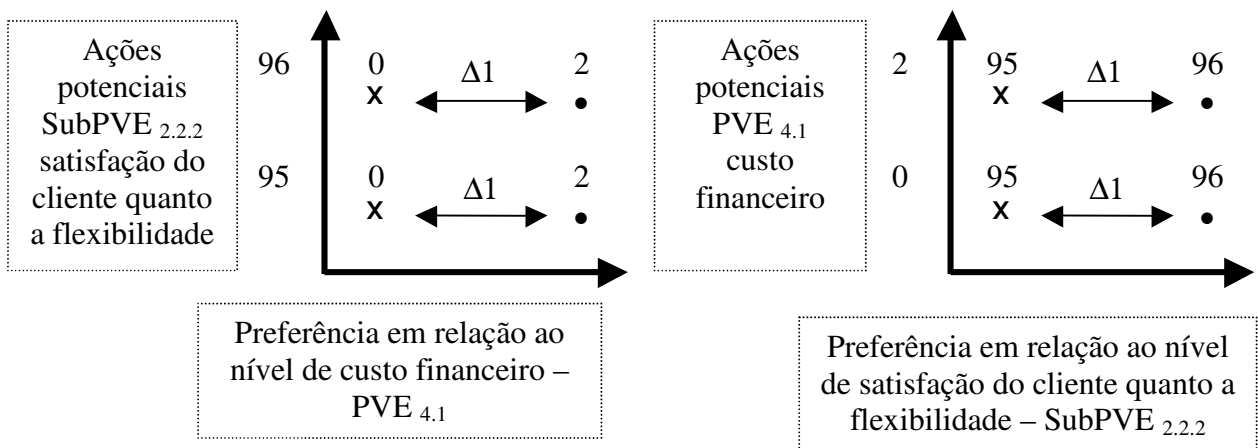 Ações
potenciais
SubPVE 2.2.2
satisfação do
cliente quanto
a flexibilidade
96
0
Δ1
2
x
•
95
0
Δ1
2
x
•
Preferência em relação ao
nível de custo financeiro –
PVE 4.1
Ações
potenciais
PVE 4.1
custo
financeiro
2
95
Δ1
96
x
•
0
95
Δ1
96
x
•
Preferência em relação ao nível
de satisfação do cliente quanto a
flexibilidade – SubPVE 2.2.2